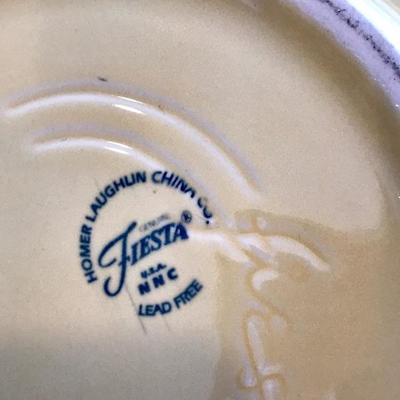 HOMER LAUGHLIN CHINA CO.
GENUINE
FIESTA®
U.S.A.
NNC
LEAD FREE